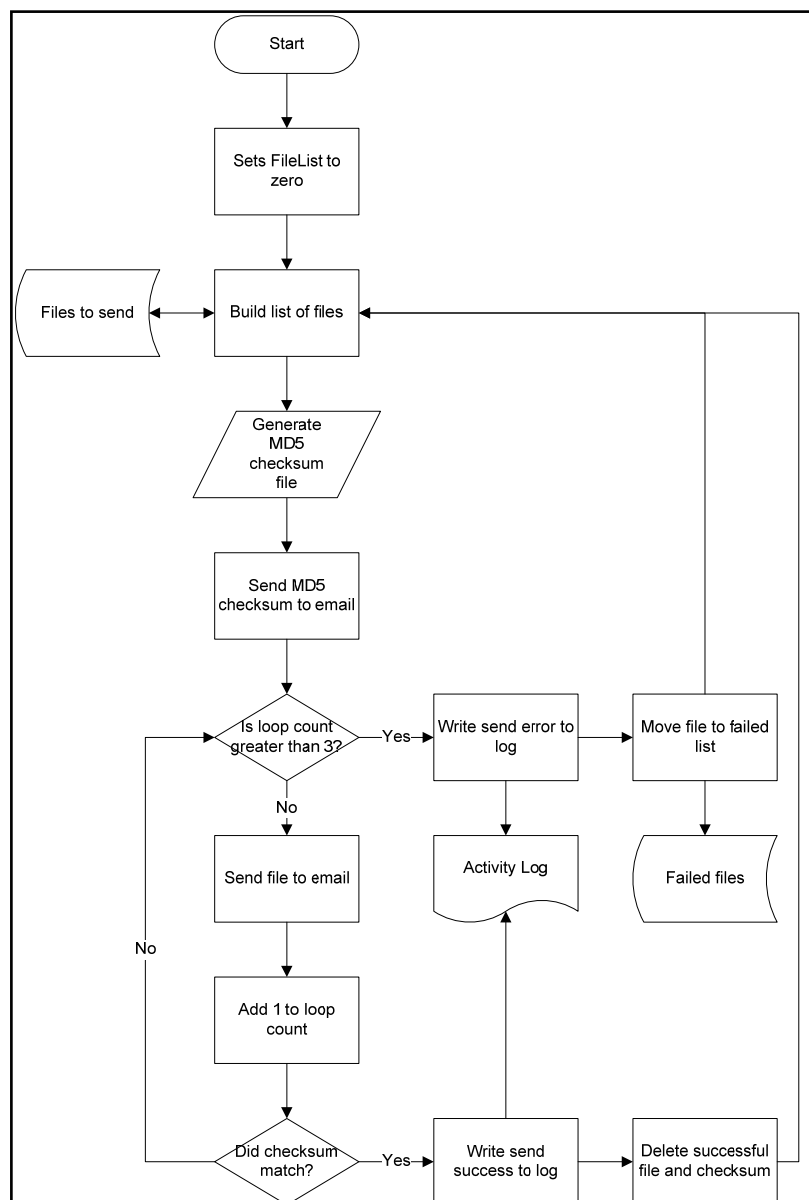 Start
Sets FileList to
zero
Files to send
Build list of files
Generate
MD5
checksum
file
Send MD5
checksum to email
Is loop count
greater than 3?
Yes
Write send error to
log
Move file to failed
list
No
Send file to email
Activity Log
Failed files
No
Add 1 to loop
count
Did checksum
match?
Yes
Write send
success to log
Delete successful
file and checksum